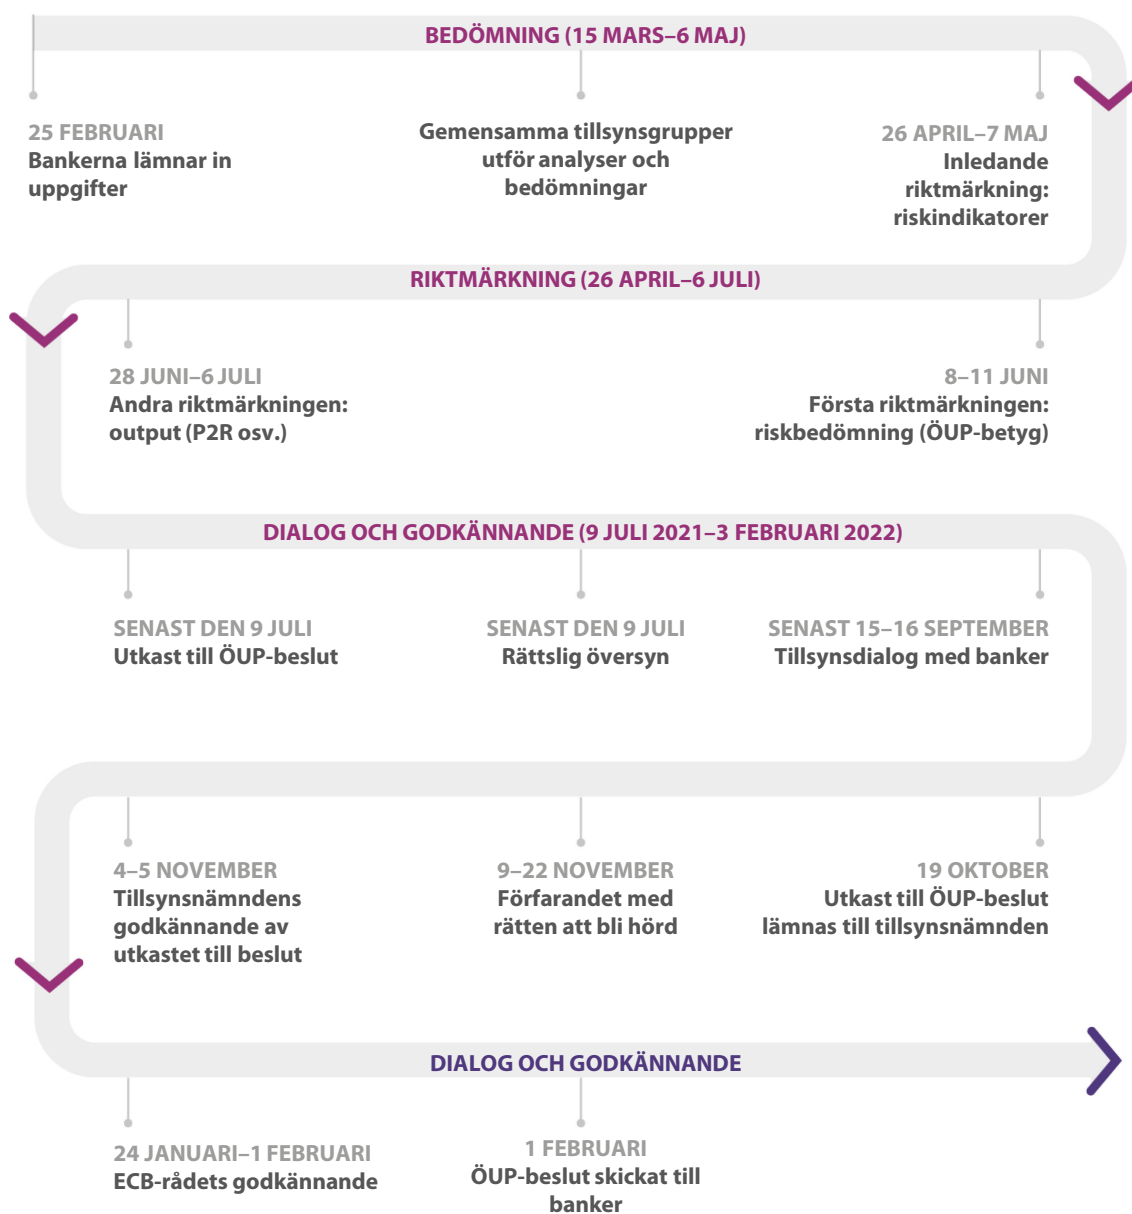 BEDÖMNING (15 MARS–6 MAJ)
25 FEBRUARI
Bankerna lämnar in
uppgifter
Gemensamma tillsynsgrupper
utför analyser och
bedömningar
26 APRIL–7 MAJ
Inledande
riktmärkning:
riskindikatorer
RIKTMÄRKNING (26 APRIL–6 JULI)
28 JUNI–6 JULI
Andra riktmärkningen:
output (P2R osv.)
8–11 JUNI
Första riktmärkningen:
riskbedömning (ÖUP-betyg)
DIALOG OCH GODKÄNNANDE (9 JULI 2021–3 FEBRUARI 2022)
SENAST DEN 9 JULI
Utkast till ÖUP-beslut
SENAST DEN 9 JULI
Rättslig översyn
SENAST 15–16 SEPTEMBER
Tillsynsdialog med banker
4–5 NOVEMBER
Tillsynsnämndens
godkännande av
utkastet till beslut
9–22 NOVEMBER
Förfarandet med
rätten att bli hörd
19 OKTOBER
Utkast till ÖUP-beslut
lämnas till tillsynsnämnden
DIALOG OCH GODKÄNNANDE
24 JANUARI–1 FEBRUARI
ECB-rådets godkännande
1 FEBRUARI
ÖUP-beslut skickat till
banker